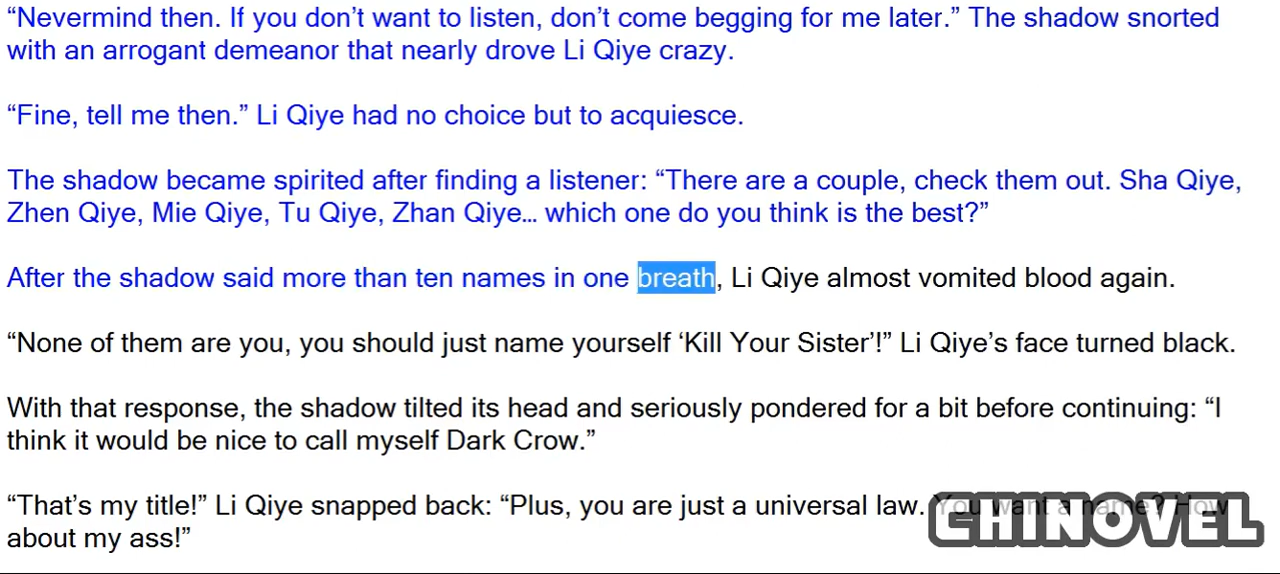 “Nevermind then. If you don’t want to listen, don’t come begging for me later.” The shadow snorted
with an arrogant demeanor that nearly drove Li Qiye crazy.
“Fine, tell me then.” Li Qiye had no choice but to acquiesce.
The shadow became spirited after finding a listener: “There are a couple, check them out. Sha Qiye,
Zhen Qiye, Mie Qiye, Tu Qiye, Zhan Qiye… which one do you think is the best?”
After the shadow said more than ten names in one breath, Li Qiye almost vomited blood again.
“None of them are you, you should just name yourself ‘Kill Your Sister’!” Li Qiye’s face turned black.
With that response, the shadow tilted its head and seriously pondered for a bit before continuing: “I
think it would be nice to call myself Dark Crow.”
“That’s my title!” Li Qiye snapped back: “Plus, you are just a universal law. You want a name? How
about my ass!”
CHINOVEL